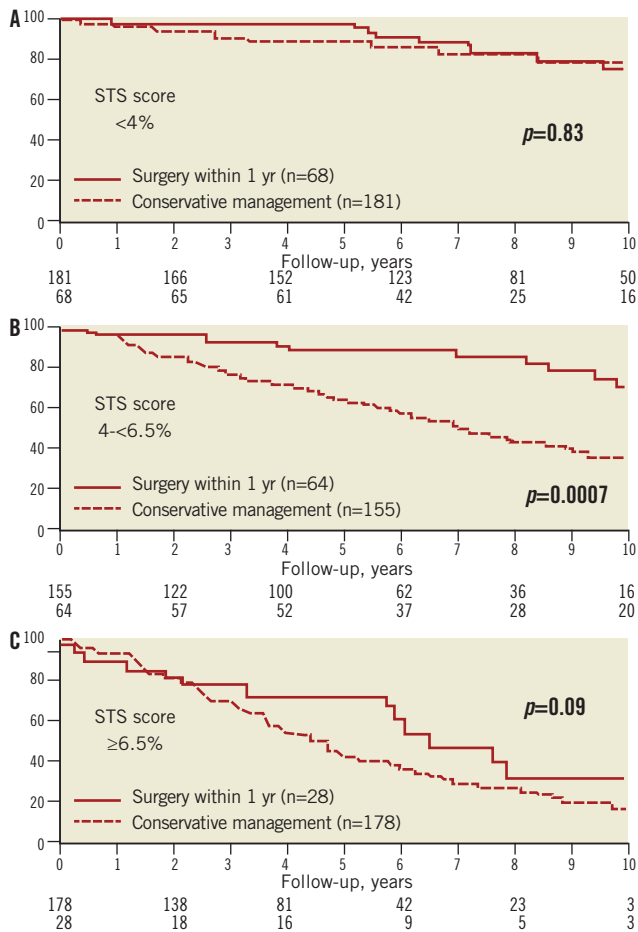 A 100
80
60
40
20
0
STS score
<4%
p=0.83
Surgery within 1 yr (n=68)
Conservative management (n=181)
0 1 2 3 4 5 6 7 8 9 10
Follow-up, years
181 166 152 123 81 50
68 65 61 42 25 16
B 100
80
60
40
20
0
STS score
4-<6.5%
p=0.0007
Surgery within 1 yr (n=64)
Conservative management (n=155)
0 1 2 3 4 5 6 7 8 9 10
Follow-up, years
155 122 100 62 36 16
64 57 52 37 28 20
C 100
80
60
40
20
0
STS score
≥6.5%
p=0.09
Surgery within 1 yr (n=28)
Conservative management (n=178)
0 1 2 3 4 5 6 7 8 9 10
Follow-up, years
178 138 81 42 23 3
28 18 16 9 5 3